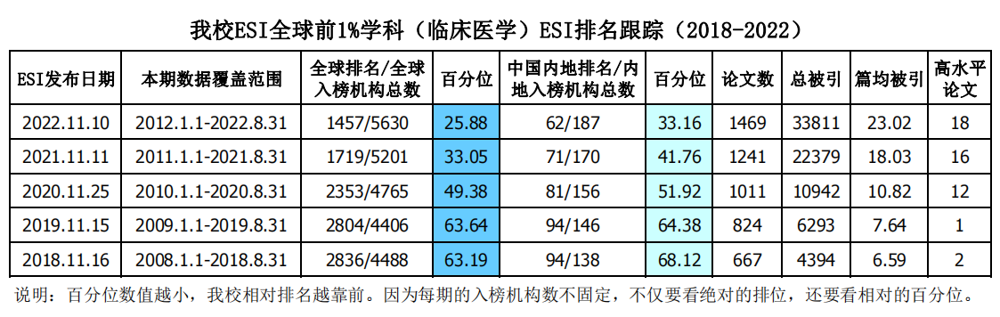 我校ESI全球前1%学科（临床医学）ESI排名跟踪（2018-2022）
ESI发布日期 本期数据覆盖范围 全球排名/全球入榜机构总数 百分位 中国内地排名/内地入榜机构总数 百分位 论文数 总被引 篇均被引 高水平论文
2022.11.10 2012.1.1-2022.8.31 1457/5630 25.88 62/187 33.16 1469 33811 23.02 18
2021.11.11 2011.1.1-2021.8.31 1719/5201 33.05 71/170 41.76 1241 22379 18.03 16
2020.11.25 2010.1.1-2020.8.31 2353/4765 49.38 81/156 51.92 1011 10942 10.82 12
2019.11.15 2009.1.1-2019.8.31 2804/4406 63.64 94/146 64.38 824 6293 7.64 1
2018.11.16 2008.1.1-2018.8.31 2836/4488 63.19 94/138 68.12 667 4394 6.59 2
说明：百分位数值越小，我校相对排名越靠前。因为每期的入榜机构数不固定，不仅要看绝对的排位，还要看相对的百分位。